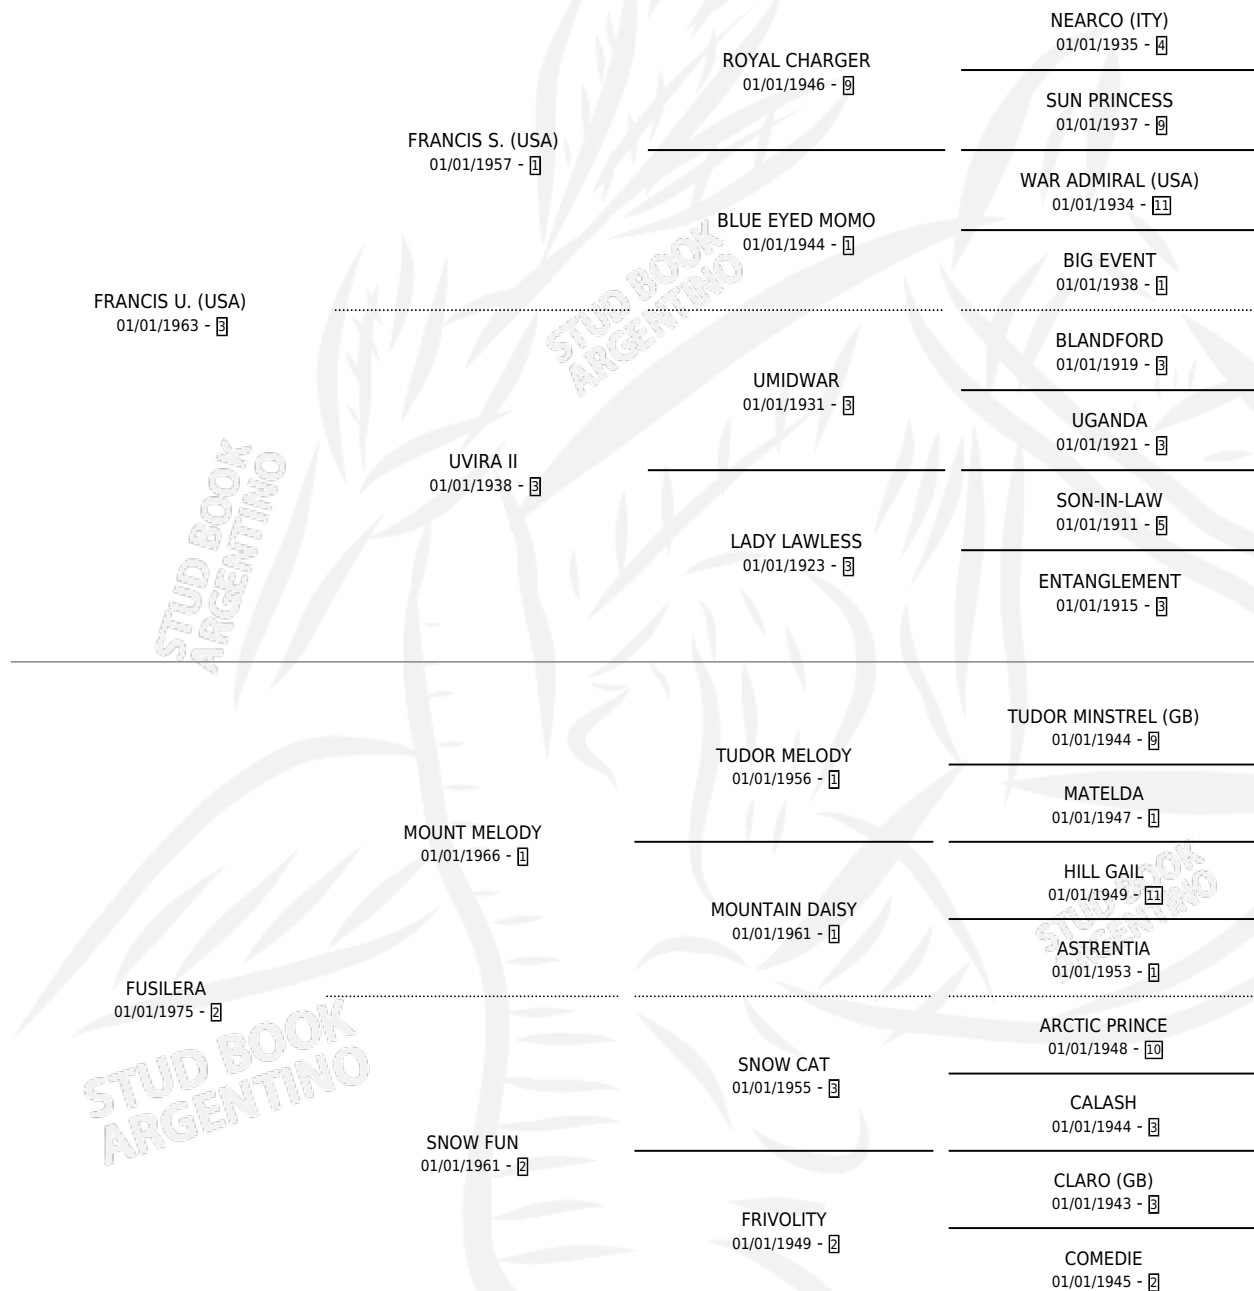 NEARCO (ITY)
01/01/1935 - 4
ROYAL CHARGER
01/01/1946 - 9
SUN PRINCESS
01/01/1937 - 9
FRANCIS S. (USA)
01/01/1957 - 1
WAR ADMIRAL (USA)
01/01/1934 - 11
BLUE EYED MOMO
01/01/1944 - 1
BIG EVENT
01/01/1938 - 1
FRANCIS U. (USA)
01/01/1963 - 3
STUD BOOK
ARGENTINO
BLANDFORD
01/01/1919 - 3
UMIDWAR
01/01/1931 - 3
UGANDA
01/01/1921 - 3
UVIRA II
01/01/1938 - 3
SON-IN-LAW
01/01/1911 - 5
LADY LAWLESS
01/01/1923 - 3
ENTANGLEMENT
01/01/1915 - 3
STUD BOOK
ARGENTINO
TUDOR MINSTREL (GB)
01/01/1944 - 9
TUDOR MELODY
01/01/1956 - 1
MATELDA
01/01/1947 - 1
MOUNT MELODY
01/01/1966 - 1
HILL GAIL
01/01/1949 - 11
MOUNTAIN DAISY
01/01/1961 - 1
ASTRENTIA
01/01/1953 - 1
STUD BOOK
ARGENTINO
FUSILERA
01/01/1975 - 2
ARCTIC PRINCE
01/01/1948 - 10
SNOW CAT
01/01/1955 - 3
CALASH
01/01/1944 - 3
STUD BOOK
ARGENTINO
SNOW FUN
01/01/1961 - 2
CLARO (GB)
01/01/1943 - 3
FRIVOLITY
01/01/1949 - 2
COMEDIE
01/01/1945 - 2